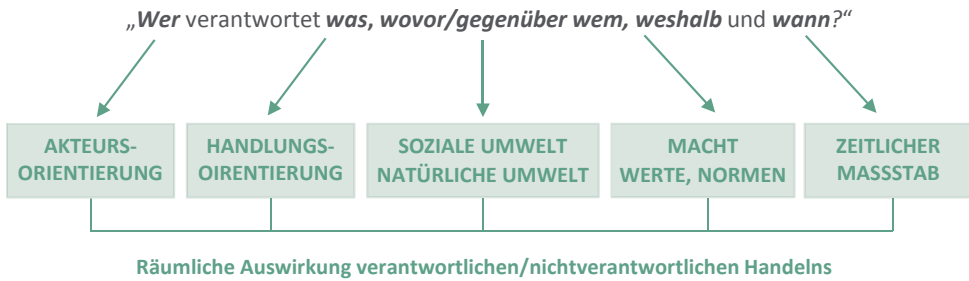 „Wer verantwortet was, wovor/gegenüber wem, weshalb und wann?“
AKTEURS-
ORIENTIERUNG
HANDLUNGS-
OIRENTIERUNG
SOZIALE UMWELT
NATÜRLICHE UMWELT
MACHT
WERTE, NORMEN
ZEITLICHER
MASSSTAB
Räumliche Auswirkung verantwortlichen/nichtverantwortlichen Handelns